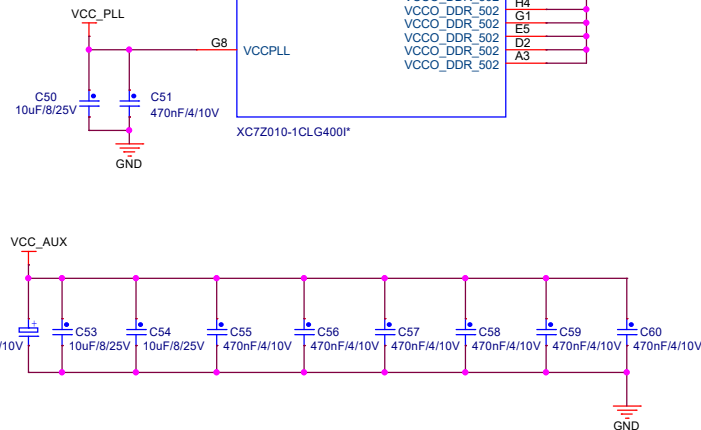 VCCO_DDR_502
H4
VCC_PLL
VCCO_DDR_502
G1
VCCO_DDR_502
E5
G8
VCCPLL
VCCO_DDR_502
D2
VCCO_DDR_502
A3
VCCO_DDR_502
C50
10uF/8/25V
C51
470nF/4/10V
XC7Z010-1CLG400I*
GND
VCC_AUX
+
C53
C54
C55
C56
C57
C58
C59
C60
/10V
10uF/8/25V
10uF/8/25V
470nF/4/10V
470nF/4/10V
470nF/4/10V
470nF/4/10V
470nF/4/10V
470nF/4/10V
GND